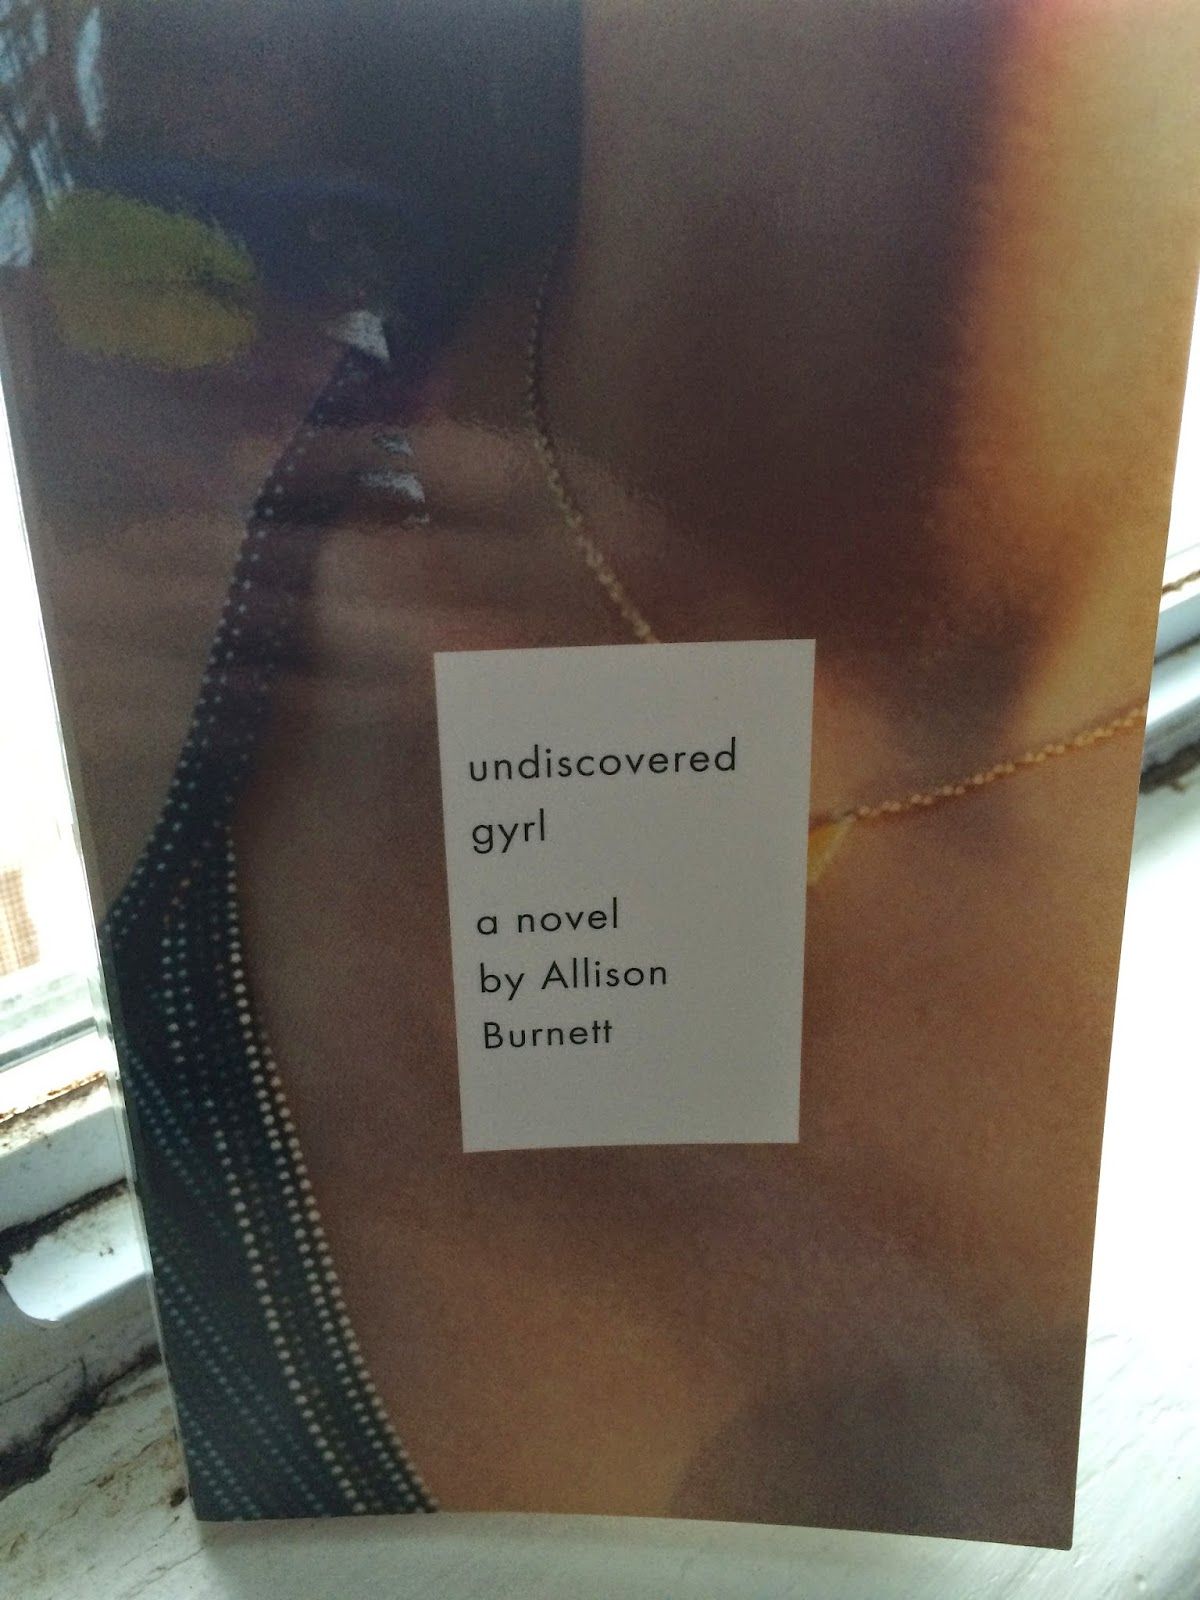 undiscovered
gyrl
a novel
by Allison
Burnett